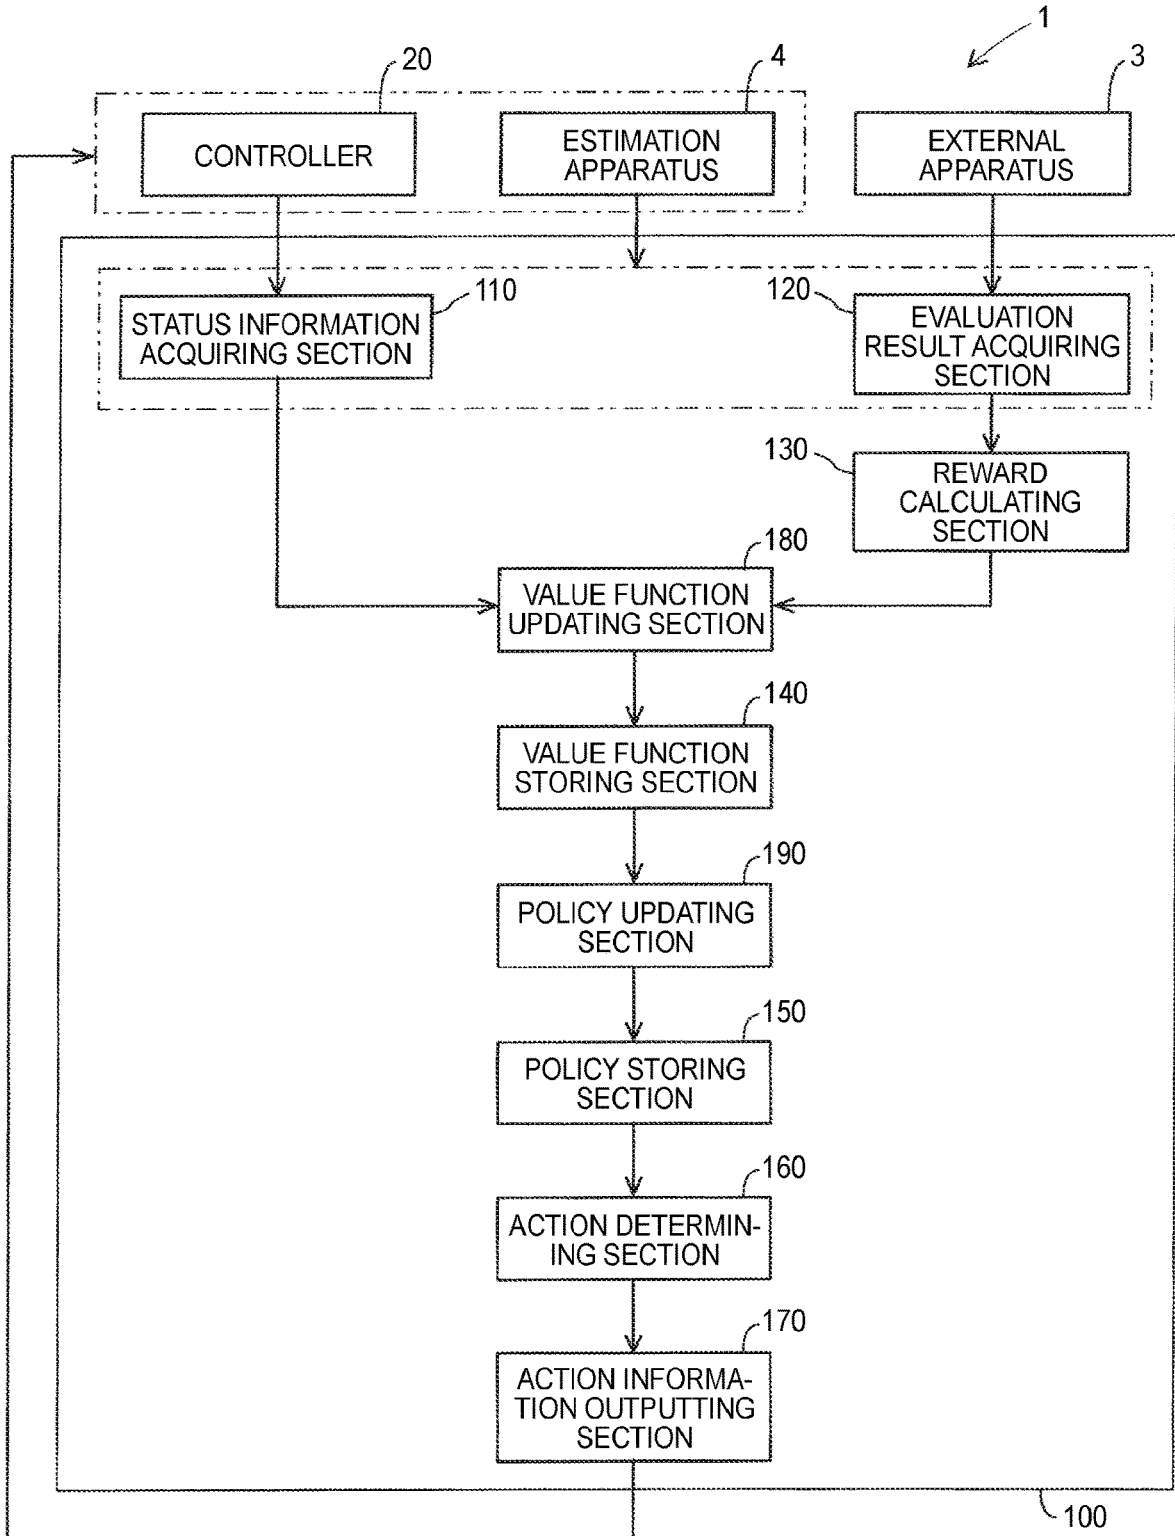 1
20
4
3
CONTROLLER
ESTIMATION
APPARATUS
EXTERNAL
APPARATUS
110
120
STATUS INFORMATION
ACQUIRING SECTION
EVALUATION
RESULT ACQUIRING
SECTION
130
REWARD
CALCULATING
SECTION
180
VALUE FUNCTION
UPDATING SECTION
140
VALUE FUNCTION
STORING SECTION
190
POLICY UPDATING
SECTION
150
POLICY STORING
SECTION
160
ACTION DETERMIN-
ING SECTION
170
ACTION INFORMA-
TION OUTPUTTING
SECTION
100